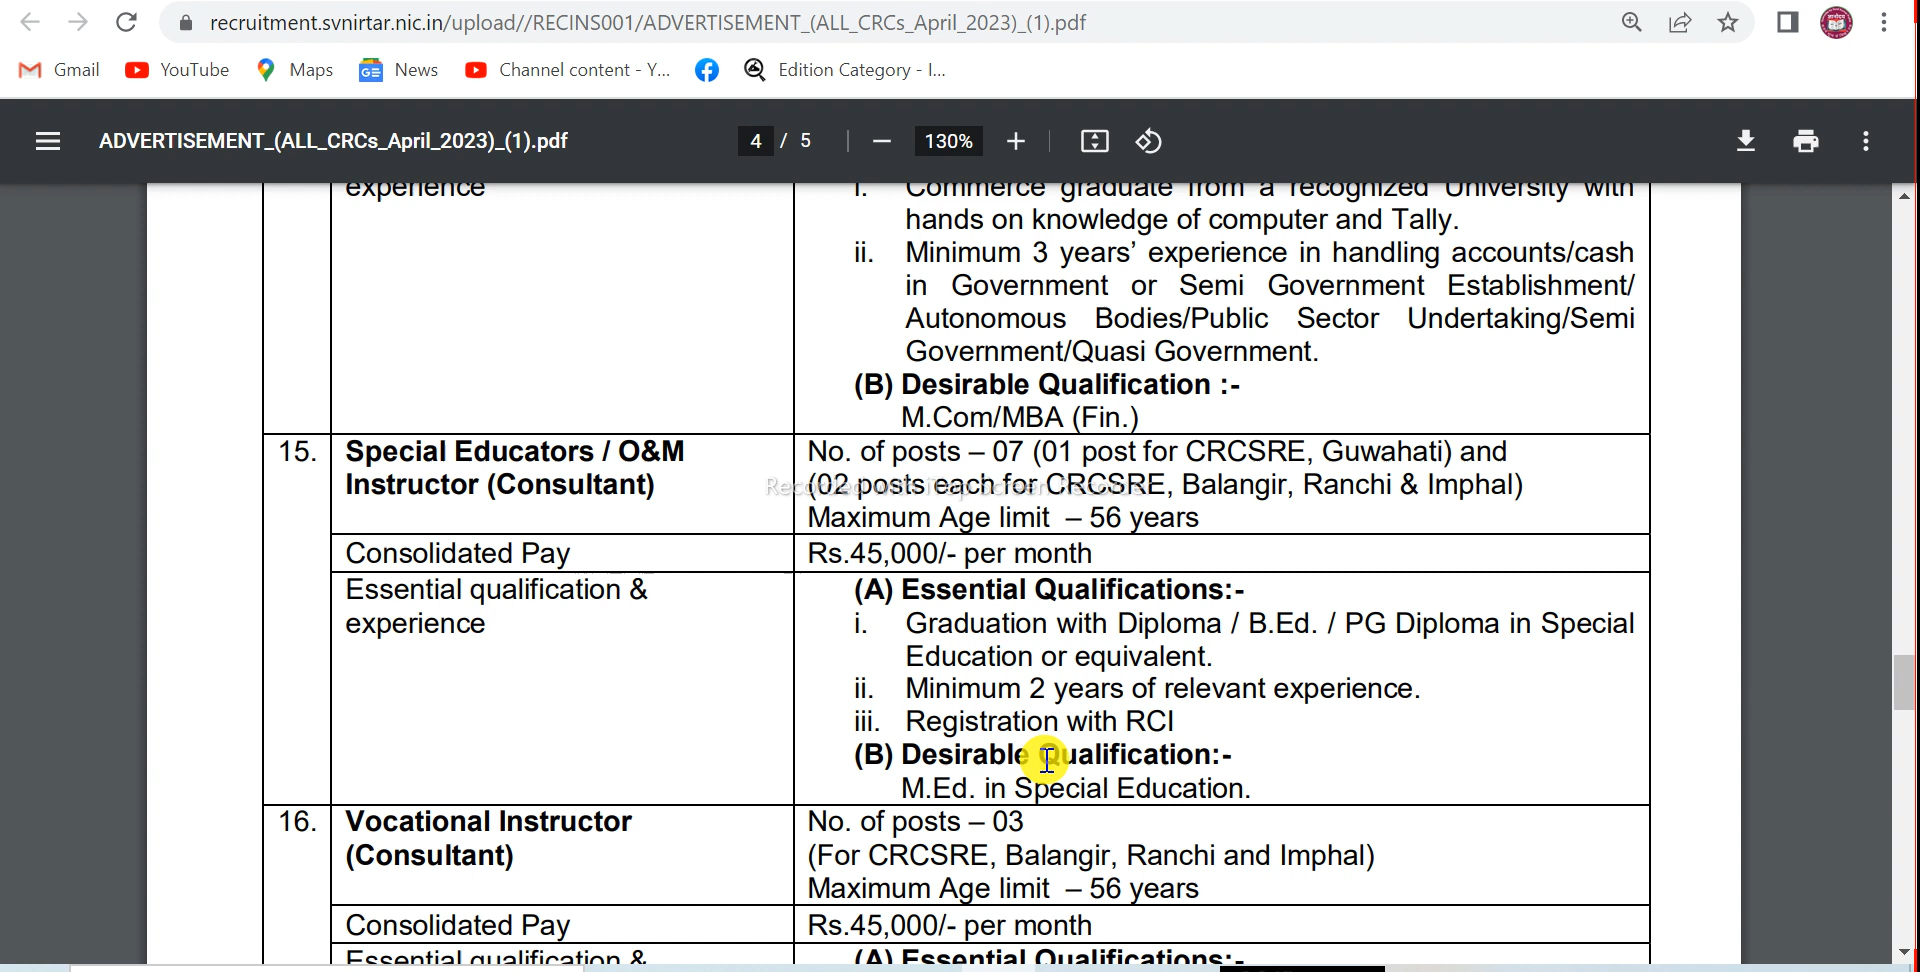 recruitment.svnirtar.nic.in/upload//RECINS001/ADVERTISEMENT_(ALL_CRCs_April_2023)_(1).pdf
Gmail YouTube Maps News Channel content - Y... Edition Category - I...
ADVERTISEMENT_(ALL_CRCs_April_2023)_(1).pdf 4 / 5 130%
experience i. Commerce graduate from a recognized University with
hands on knowledge of computer and Tally.
ii. Minimum 3 years’ experience in handling accounts/cash
in Government or Semi Government Establishment/
Autonomous Bodies/Public Sector Undertaking/Semi
Government/Quasi Government.
(B) Desirable Qualification :-
M.Com/MBA (Fin.)
15. Special Educators / O&M
Instructor (Consultant)
No. of posts – 07 (01 post for CRCSRE, Guwahati) and
(02 posts each for CRCSRE, Balangir, Ranchi & Imphal)
Maximum Age limit – 56 years
Recorded with iTop Screen Recorder
Consolidated Pay Rs.45,000/- per month
Essential qualification &
experience
(A) Essential Qualifications:-
i. Graduation with Diploma / B.Ed. / PG Diploma in Special
Education or equivalent.
ii. Minimum 2 years of relevant experience.
iii. Registration with RCI
(B) Desirable Qualification:-
M.Ed. in Special Education.
16. Vocational Instructor
(Consultant)
No. of posts – 03
(For CRCSRE, Balangir, Ranchi and Imphal)
Maximum Age limit – 56 years
Consolidated Pay Rs.45,000/- per month
Essential qualification & (A) Essential Qualifications:-